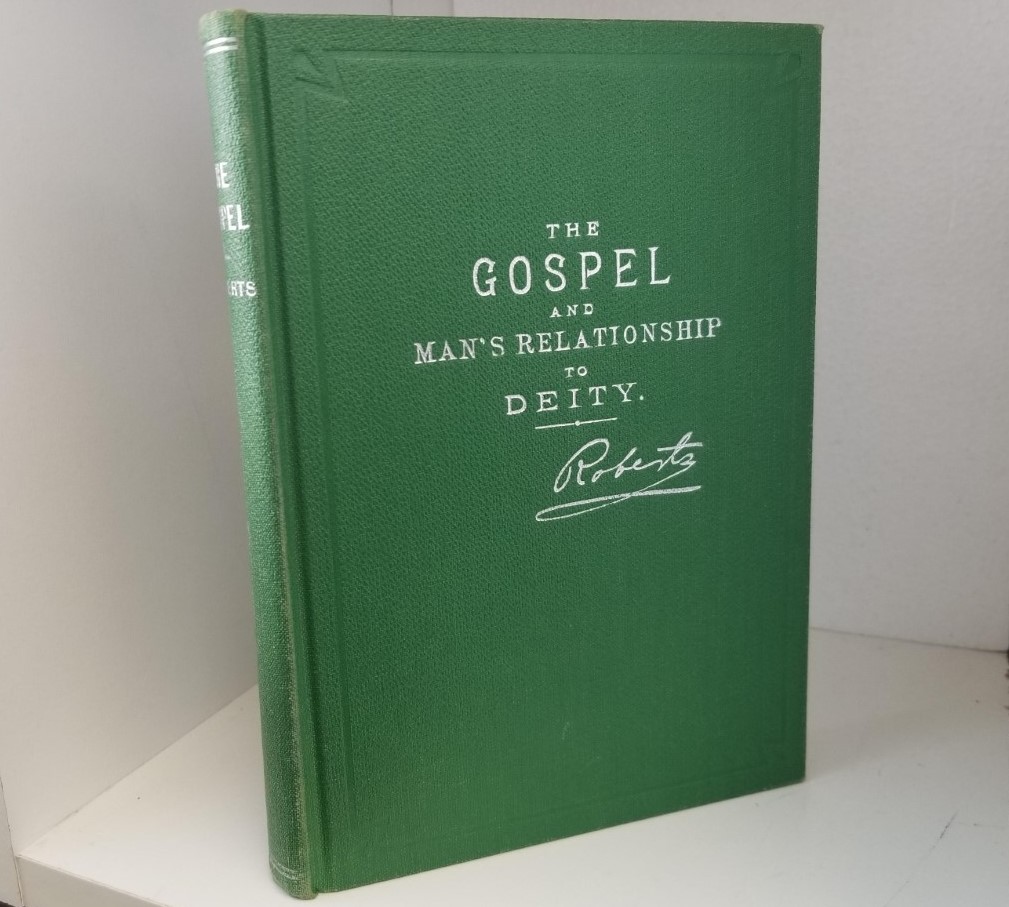 THE
GOSPEL
AND
MAN'S RELATIONSHIP
TO
DEITY.
Roberts